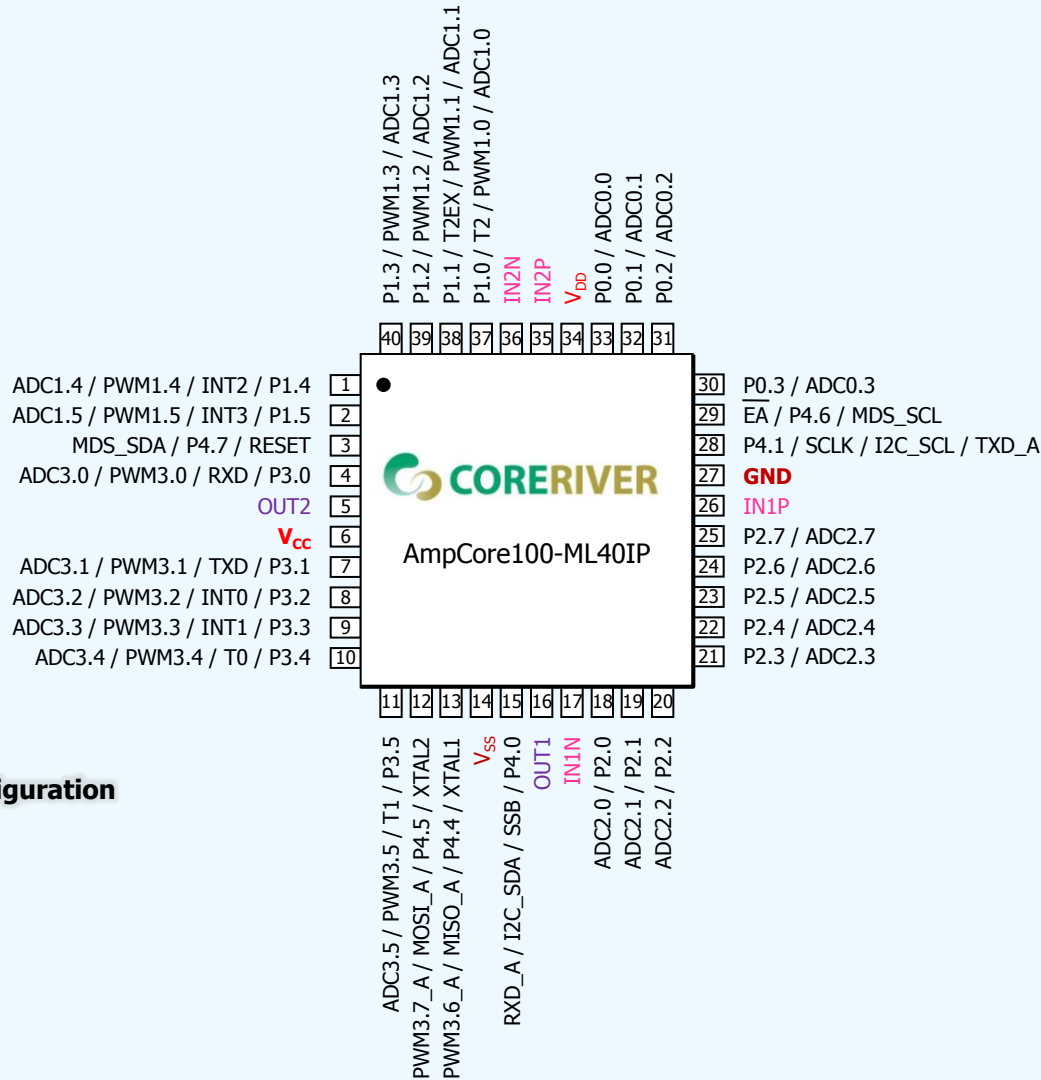 P1.3 / PWM1.3 / ADC1.3
P1.2 / PWM1.2 / ADC1.2
P1.1 / T2EX / PWM1.1 / ADC1.1
P1.0 / T2 / PWM1.0 / ADC1.0
IN2N
IN2P
VDD
P0.0 / ADC0.0
P0.1 / ADC0.1
P0.2 / ADC0.2
40 39 38 37 36 35 34 33 32 31
ADC1.4 / PWM1.4 / INT2 / P1.4 1
ADC1.5 / PWM1.5 / INT3 / P1.5 2
MDS_SDA / P4.7 / RESET 3
ADC3.0 / PWM3.0 / RXD / P3.0 4
OUT2 5
VCC 6
ADC3.1 / PWM3.1 / TXD / P3.1 7
ADC3.2 / PWM3.2 / INT0 / P3.2 8
ADC3.3 / PWM3.3 / INT1 / P3.3 9
ADC3.4 / PWM3.4 / T0 / P3.4 10
CORERIVER
AmpCore100-ML40IP
30 P0.3 / ADC0.3
29 EA / P4.6 / MDS_SCL
28 P4.1 / SCLK / I2C_SCL / TXD_A
27 GND
26 IN1P
25 P2.7 / ADC2.7
24 P2.6 / ADC2.6
23 P2.5 / ADC2.5
22 P2.4 / ADC2.4
21 P2.3 / ADC2.3
11 12 13 14 15 16 17 18 19 20
ADC3.5 / PWM3.5 / T1 / P3.5
PWM3.7_A / MOSI_A / P4.5 / XTAL2
PWM3.6_A / MISO_A / P4.4 / XTAL1
VSS
RXD_A / I2C_SDA / SSB / P4.0
OUT1
IN1N
ADC2.0 / P2.0
ADC2.1 / P2.1
ADC2.2 / P2.2
iguration